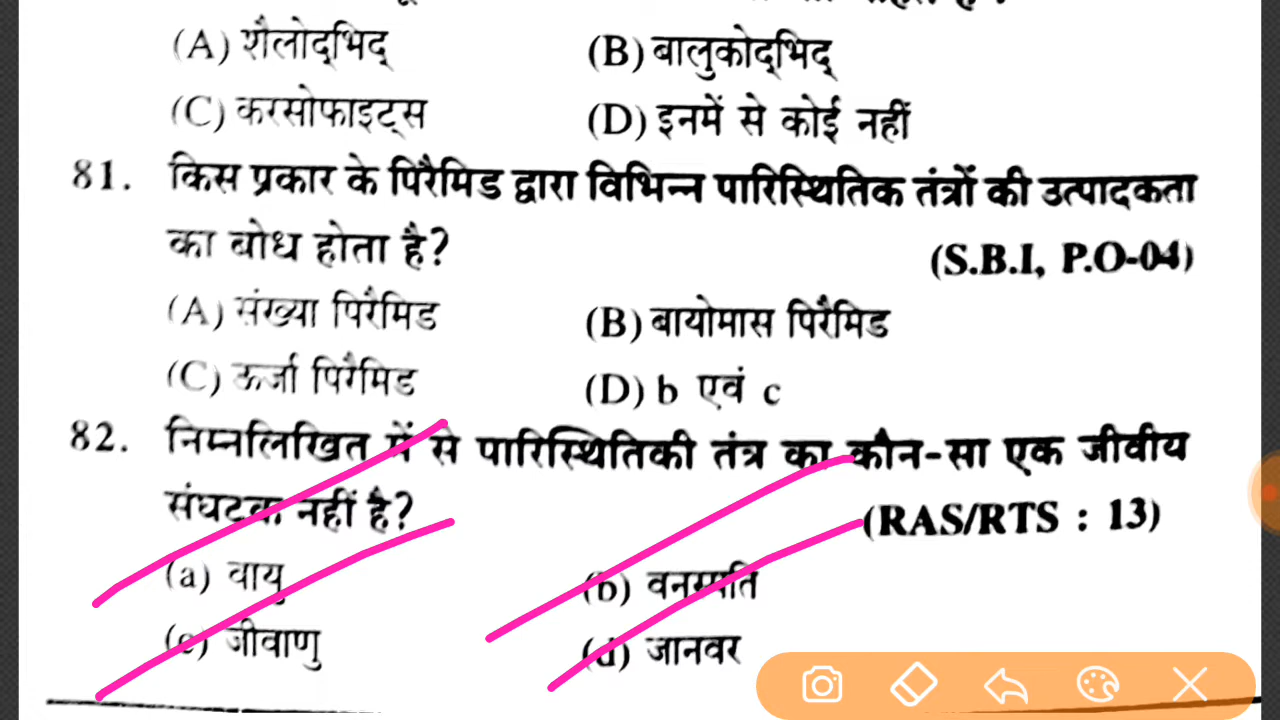 (A) शैलोद्भिद् (B) बालुकोद्भिद्
(C) करसोफाइट्स (D) इनमें से कोई नहीं
81. किस प्रकार के पिरैमिड द्वारा विभिन्न पारिस्थितिक तंत्रों की उत्पादकता
का बोध होता है? (S.B.I, P.O-04)
(A) संख्या पिरैमिड (B) बायोमास पिरैमिड
(C) ऊर्जा पिरैमिड (D) b एवं c
82. निम्नलिखित में से पारिस्थितिकी तंत्र का कौन-सा एक जीवीय
संघटक नहीं है? (RAS/RTS : 13)
(a) वायु (b) वनस्पति
(c) जीवाणु (d) जानवर